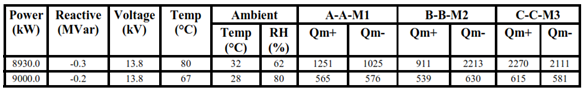 Power (kW) Reactive (MVar) Voltage (kV) Temp (°C) Ambient A-A-M1 B-B-M2 C-C-M3
Temp (°C) RH (%) Qm+ Qm- Qm+ Qm- Qm+ Qm-
8930.0 -0.3 13.8 80 32 62 1251 1025 911 2213 2270 2111
9000.0 -0.2 13.8 67 28 80 565 576 539 630 615 581